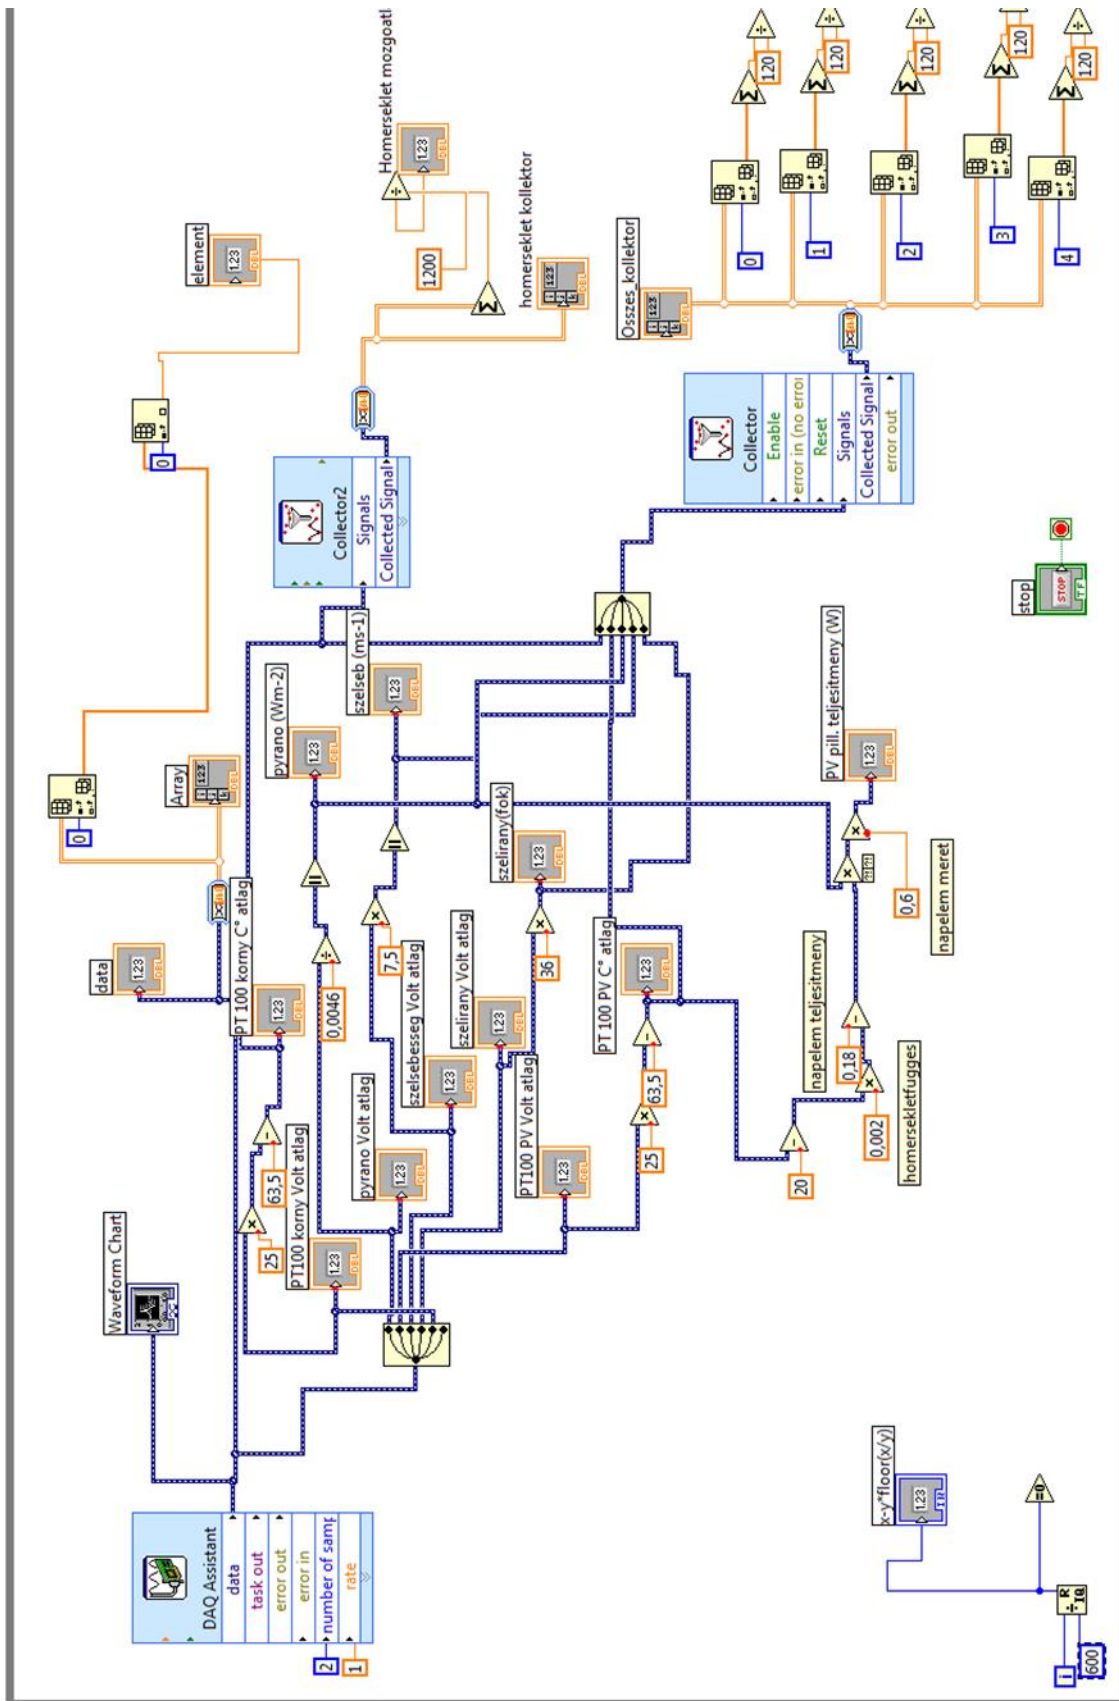 DAQ Assistant
data
task out
error out
error in
number of samp
rate
2
1
Waveform Chart
data
Array
0
0
element
PT 100 korny C° atlag
25
63,5
PT100 korny Volt atlag
pyrano (Wm-2)
0,0046
pyrano Volt atlag
szelseb (ms-1)
7,5
szelsebesseg Volt atlag
szelirany Volt atlag
szelirany(fok)
36
PT100 PV Volt atlag
PT 100 PV C° atlag
25
63,5
20
0,002
homersekletfugges
0,18
napelem teljesitmeny
0,6
napelem meret
PV pill. teljesitmeny (W)
Collector2
Signals
Collected Signal
1200
Homerseklet mozgoatl
homerseklet kollektor
Collector
Enable
error in (no error
Reset
Signals
Collected Signal
error out
Osszes_kollektor
0
1
2
3
4
120
120
120
120
120
stop
STOP
TF
x-y*floor(x/y)
1.23
=0
R
IQ
i
600